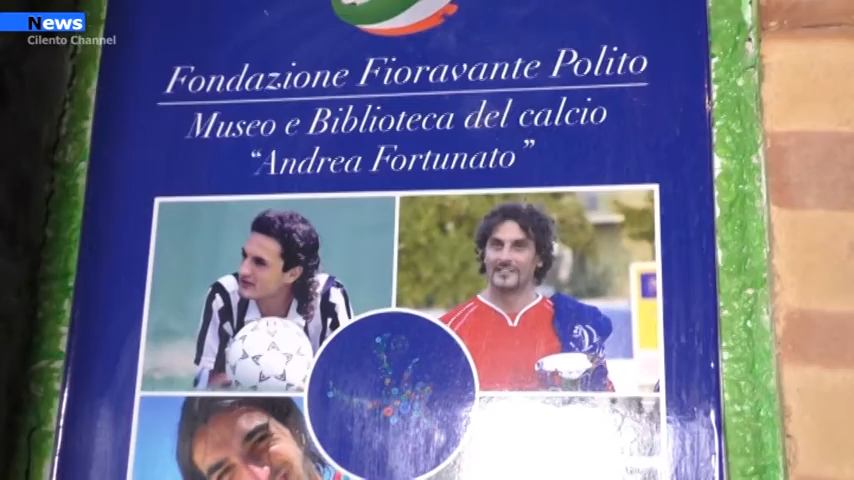 News
Cilento Channel
Fondazione Fioravante Polito
Museo e Biblioteca del calcio
“Andrea Fortunato”